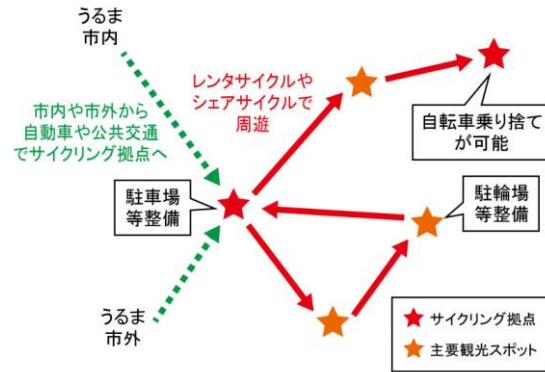 うるま
市内
市内や市外から
自動車や公共交通
でサイクリング拠点へ
レンタサイクルや
シェアサイクルで
周遊
自転車乗り捨て
が可能
駐車場
等整備
駐輪場
等整備
うるま
市外
サイクリング拠点
主要観光スポット